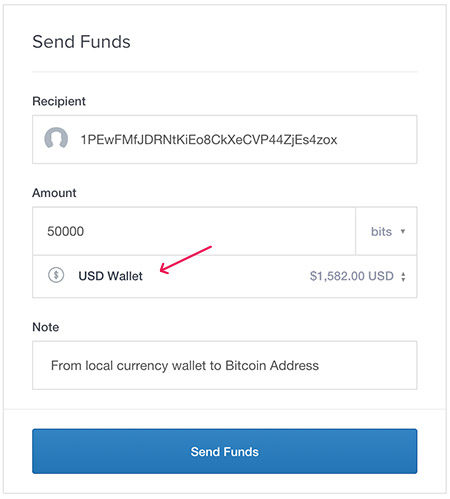 Send Funds
Recipient
1PEwFMfJDRNtKiEo8CkXeCVP44ZjEs4zox
Amount
50000 bits
$ USD Wallet $1,582.00 USD
Note
From local currency wallet to Bitcoin Address
Send Funds